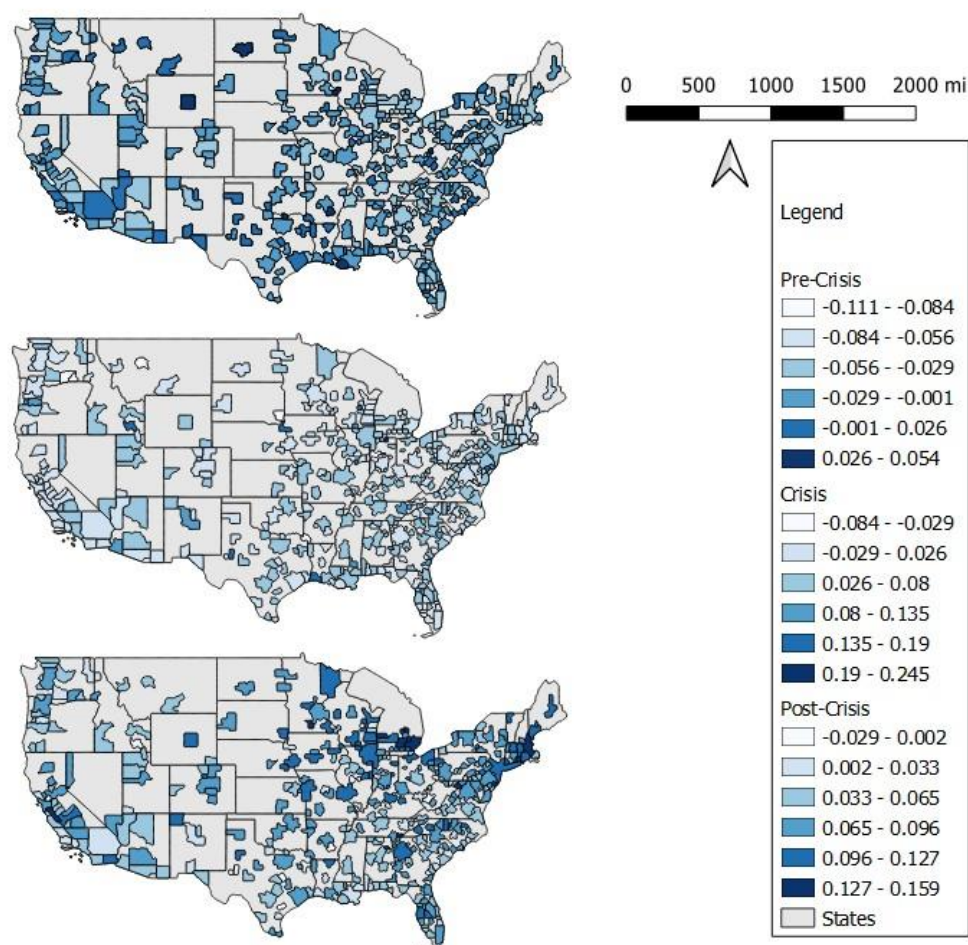 0 500 1000 1500 2000 mi
Legend
Pre-Crisis
-0.111 - -0.084
-0.084 - -0.056
-0.056 - -0.029
-0.029 - -0.001
-0.001 - 0.026
0.026 - 0.054
Crisis
-0.084 - -0.029
-0.029 - 0.026
0.026 - 0.08
0.08 - 0.135
0.135 - 0.19
0.19 - 0.245
Post-Crisis
-0.029 - 0.002
0.002 - 0.033
0.033 - 0.065
0.065 - 0.096
0.096 - 0.127
0.127 - 0.159
States